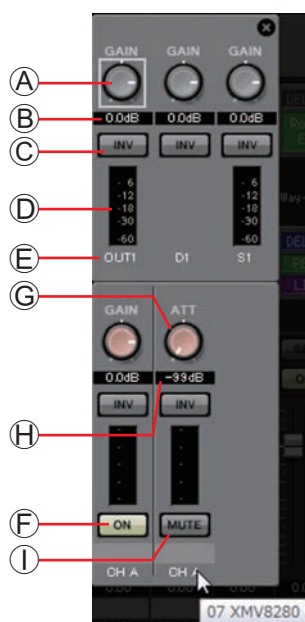 GAIN GAIN GAIN
A
B 0.0dB 0.0dB 0.0dB
C INV INV INV
D
- 6 - 6
-12 -12
-18 -18
-30 -30
-60 -60
E OUT1 D1 S1
G GAIN ATT
0.0dB -99dB
H
INV INV
F ON MUTE
I
CH A CH A
07 XMV8280